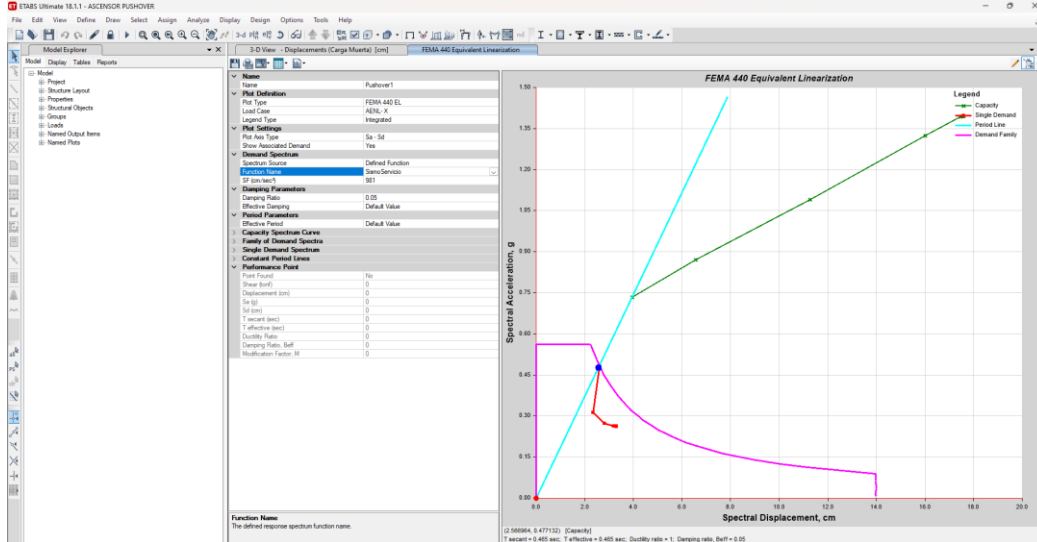 ETABS Ultimate 18.1.1 - ASCENSOR PUSHOVER
File Edit View Define Draw Select Assign Analyze Display Design Options Tools Help
Model Explorer
3-D View - Displacements (Carga Muerta) [cm]
FEMA 440 Equivalent Linearization
Model Display Tables Reports
Model
Project
Structure Layout
Properties
Structural Objects
Groups
Loads
Named Output Items
Named Plots
Name
Name Pushover1
Plot Definition
Plot Type FEMA 440 EL
Load Case AENL-X
Legend Type Integrated
Plot Settings
Plot Axis Type Sa - Sd
Show Associated Demand Yes
Demand Spectrum
Spectrum Source Defined Function
Function Name SismoServicio
SF (cm/sec²) 981
Damping Parameters
Damping Ratio 0.05
Effective Damping Default Value
Period Parameters
Effective Period Default Value
Capacity Spectrum Curve
Family of Demand Spectra
Single Demand Spectrum
Constant Period Lines
Performance Point
Point Found No
Shear (tonf) 0
Displacement (cm) 0
Sa (g) 0
Sd (cm) 0
T secant (sec) 0
T effective (sec) 0
Ductility Ratio 0
Damping Ratio, Beff 0
Modification Factor, M 0
Function Name
The defined response spectrum function name.
FEMA 440 Equivalent Linearization
Legend
Capacity
Single Demand
Period Line
Demand Family
1.50
1.35
1.20
1.05
0.90
0.75
0.60
0.45
0.30
0.15
0.00
Spectral Acceleration, g
0.0 2.0 4.0 6.0 8.0 10.0 12.0 14.0 16.0 18.0 20.0
Spectral Displacement, cm
(2.566964, 0.477132) [Capacity]
T secant = 0.465 sec; T effective = 0.465 sec; Ductility ratio = 1; Damping ratio, Beff = 0.05